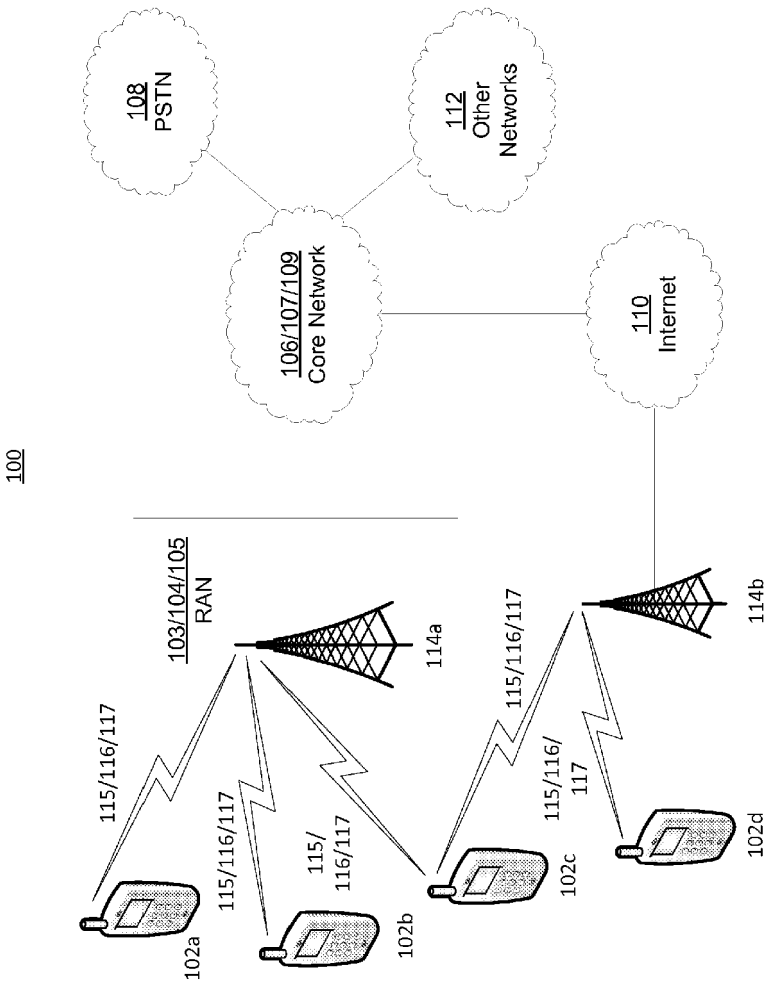 100
108
PSTN
106/107/109
Core Network
112
Other
Networks
110
Internet
103/104/105
RAN
114a
114b
115/116/117
115/116/117
115/
116/117
115/116/117
115/116/
117
102a
102b
102c
102d